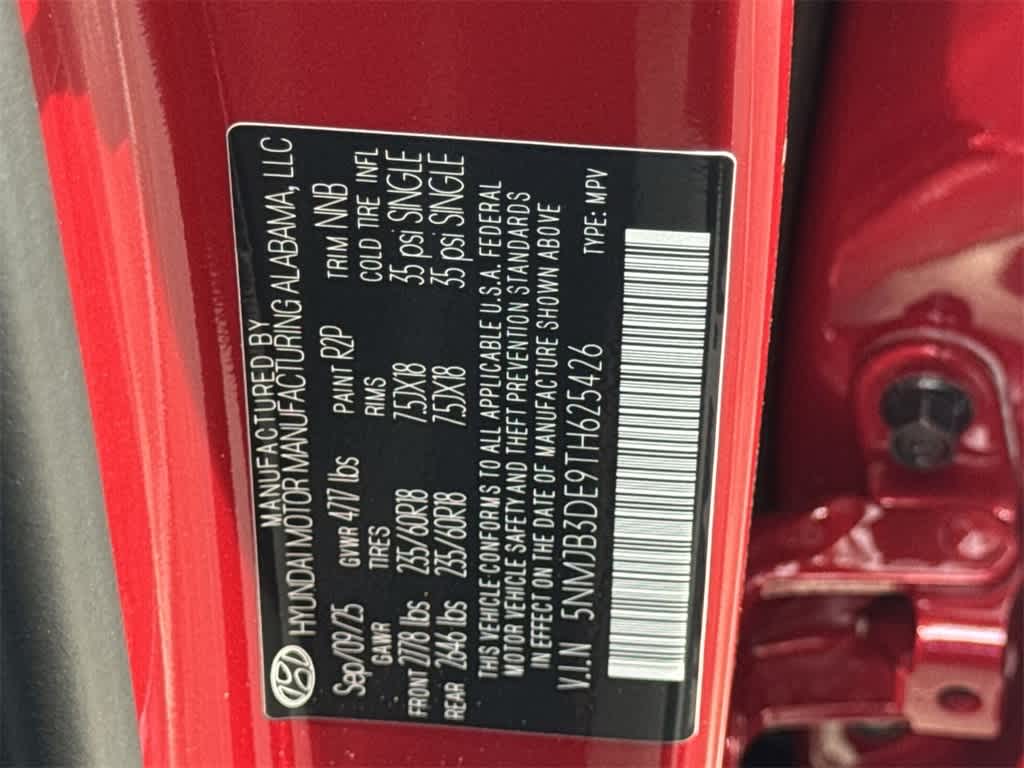 MANUFACTURED BY
HYUNDAI MOTOR MANUFACTURING ALABAMA, LLC
Sep/09/25 GVWR 4717 lbs PAINT R2P TRIM NNB
GAWR TIRES RIMS COLD TIRE INFL
FRONT 2778 lbs 235/60R18 7.5JX18 35 psi SINGLE
REAR 2646 lbs 235/60R18 7.5JX18 35 psi SINGLE
THIS VEHICLE CONFORMS TO ALL APPLICABLE U.S.A. FEDERAL
MOTOR VEHICLE SAFETY AND THEFT PREVENTION STANDARDS
IN EFFECT ON THE DATE OF MANUFACTURE SHOWN ABOVE
V.I.N 5NMJB3DE9TH625426 TYPE: MPV